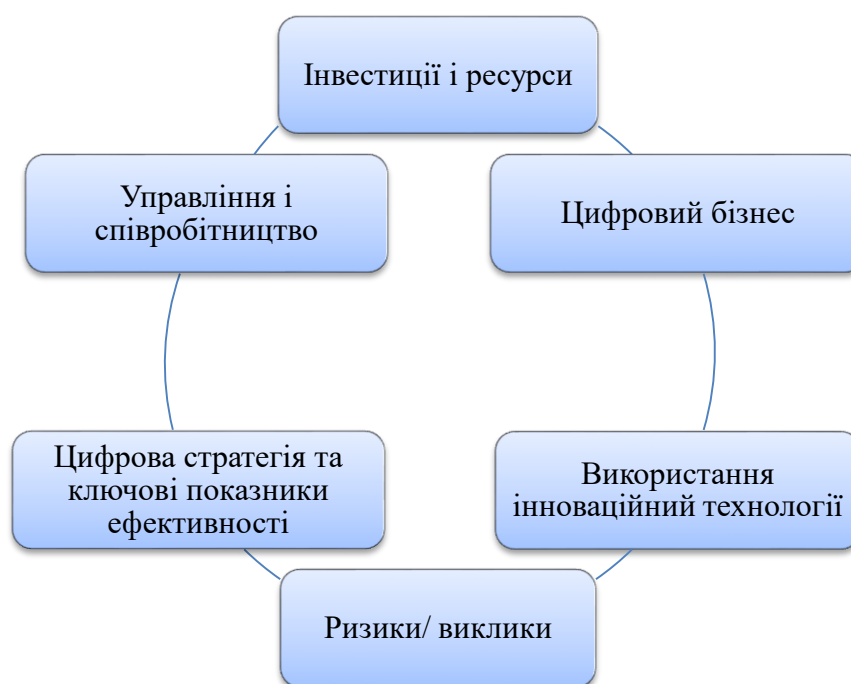 Інвестиції і ресурси
Управління і
співробітництво
Цифровий бізнес
Цифрова стратегія та
ключові показники
ефективності
Використання
інноваційний технології
Ризики/ виклики